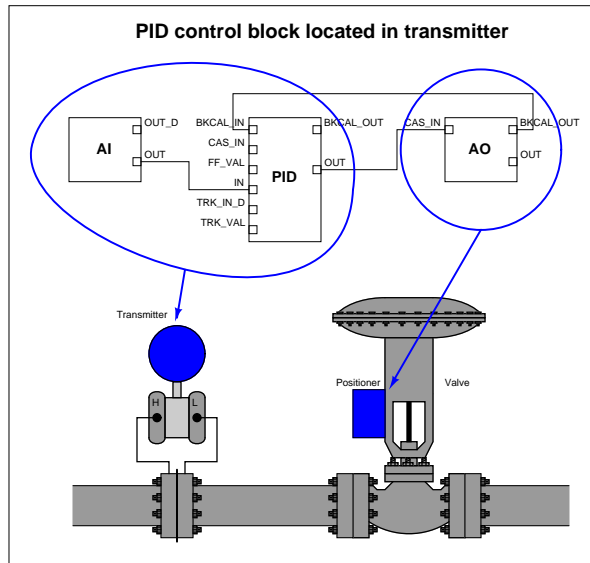 PID control block located in transmitter
OUT_D
BKCAL_IN
BKCAL_OUT
CAS_IN
BKCAL_OUT
AI
CAS_IN
AO
OUT
FF_VAL
PID
OUT
OUT
IN
TRK_IN_D
TRK_VAL
Transmitter
Positioner
Valve
H
L